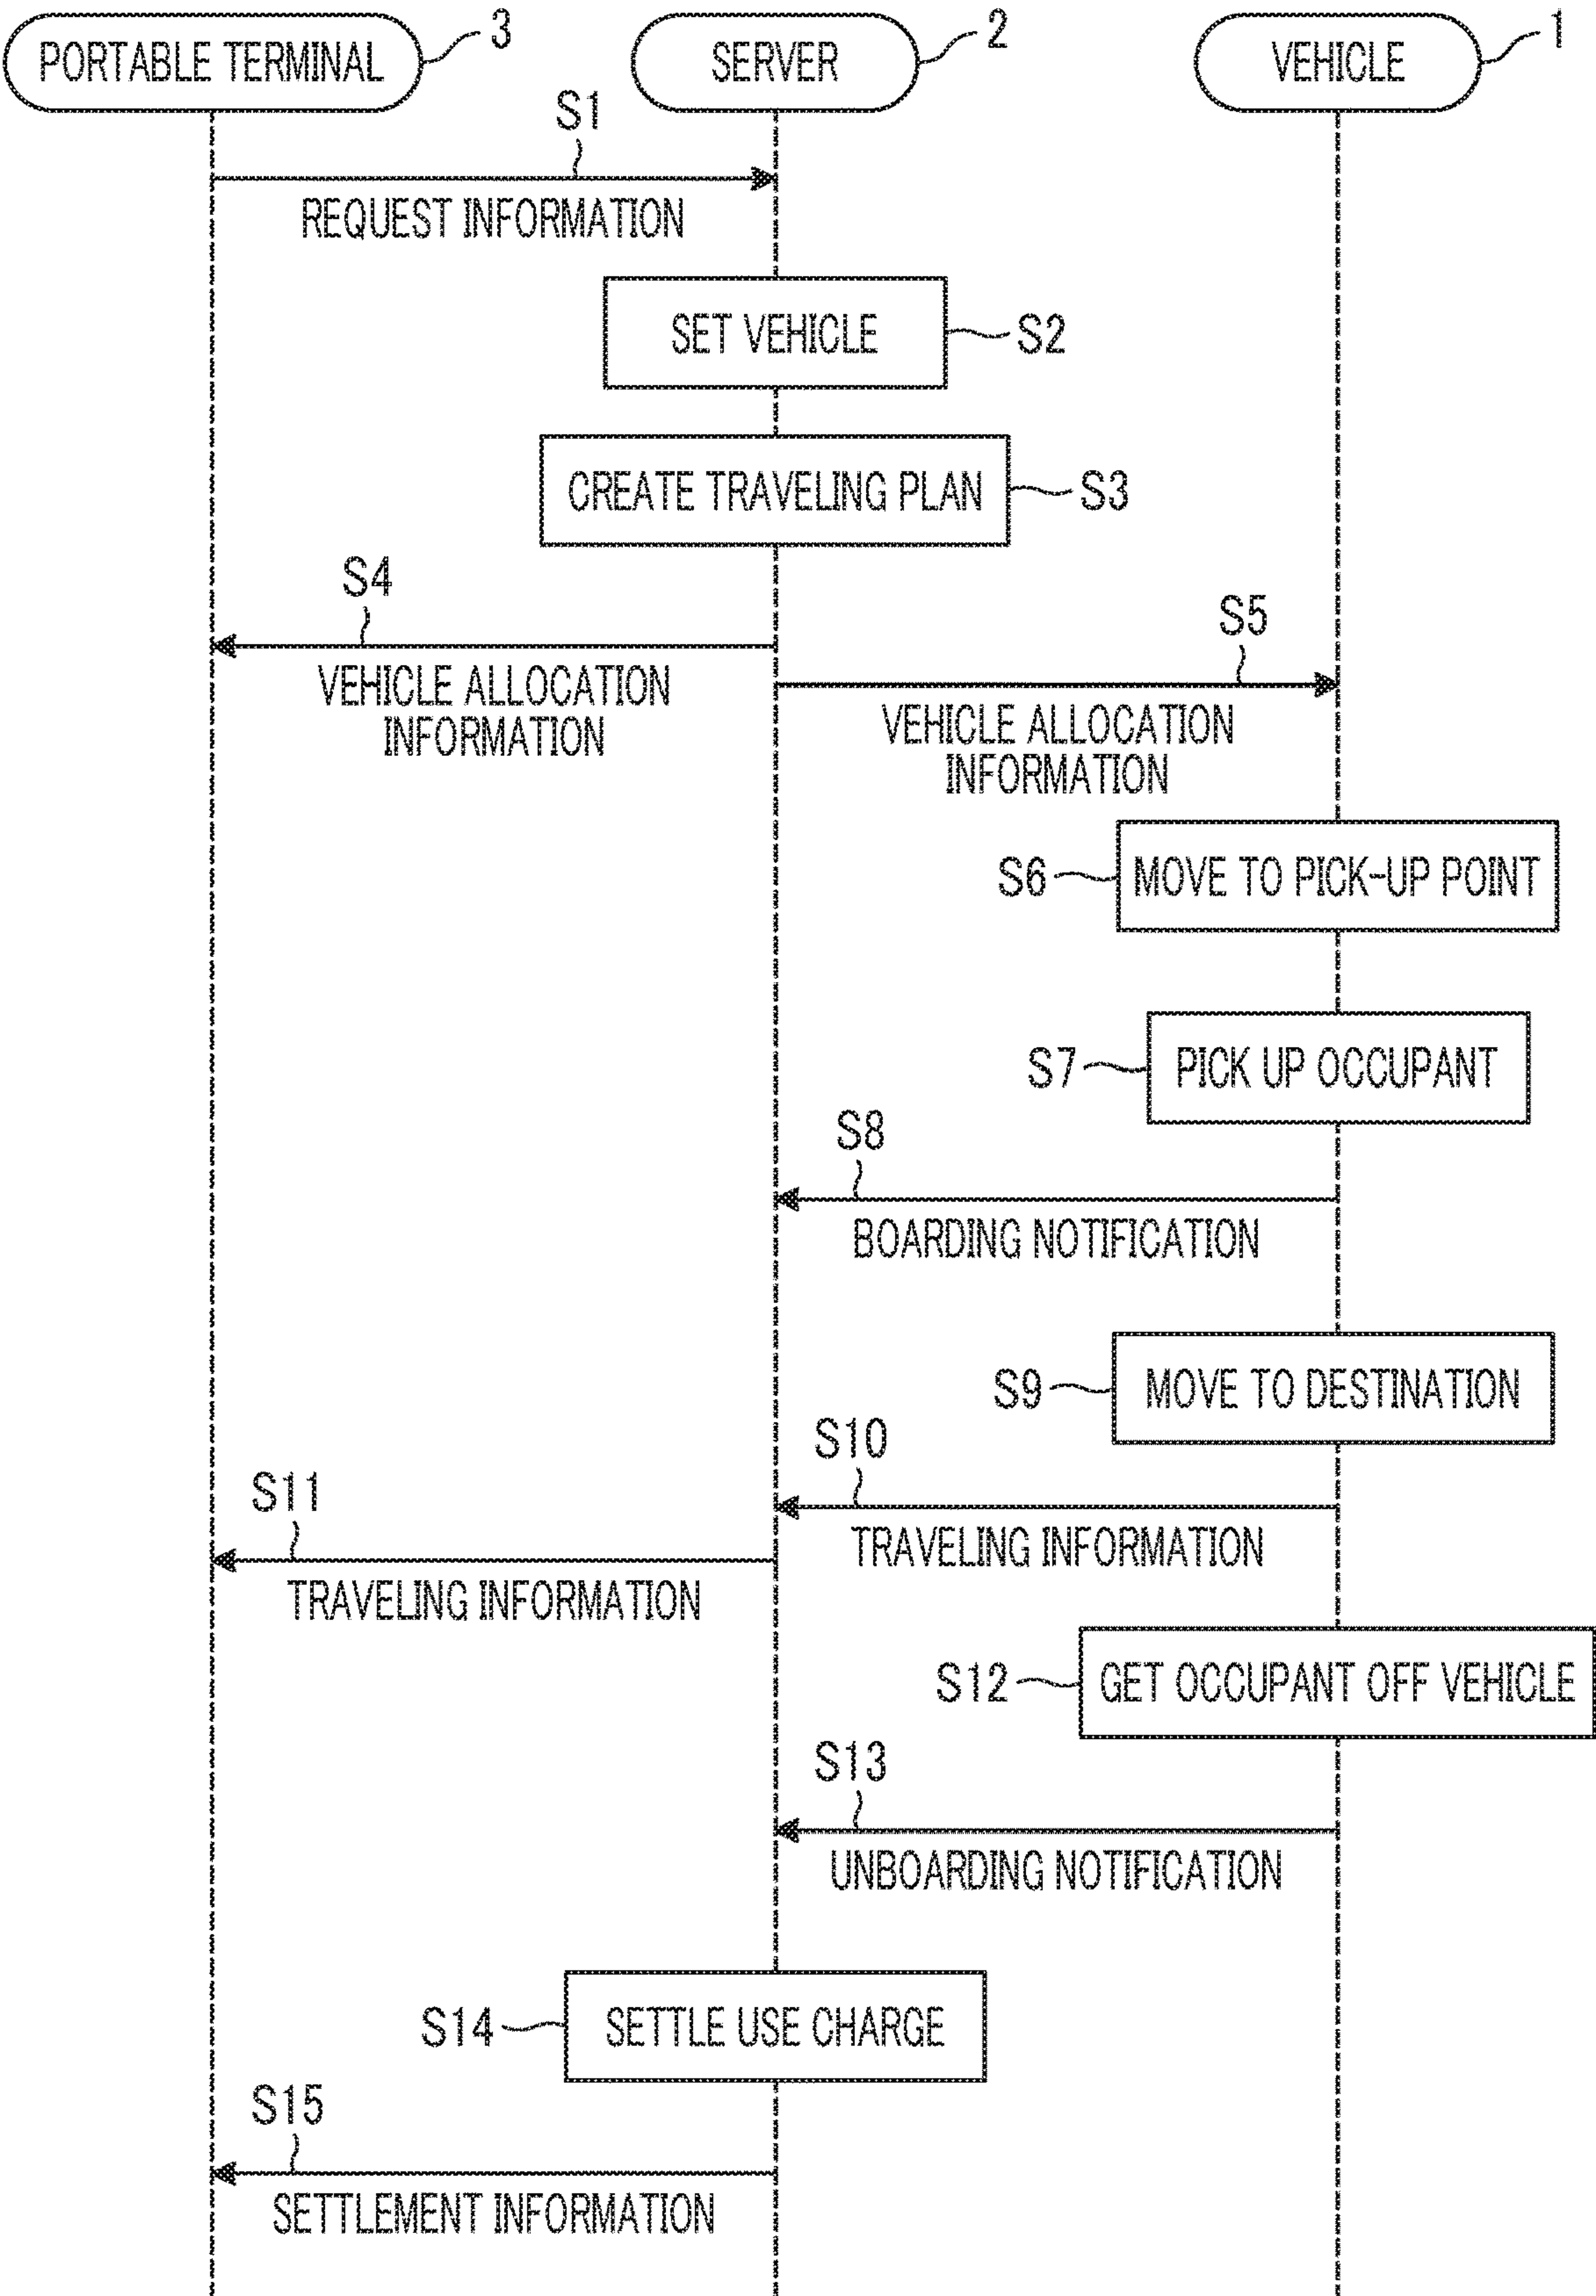 PORTABLE TERMINAL
3
SERVER
2
VEHICLE
1
S1
REQUEST INFORMATION
SET VEHICLE
S2
CREATE TRAVELING PLAN
S3
S4
VEHICLE ALLOCATION
INFORMATION
S5
VEHICLE ALLOCATION
INFORMATION
S6
MOVE TO PICK-UP POINT
S7
PICK UP OCCUPANT
S8
BOARDING NOTIFICATION
S9
MOVE TO DESTINATION
S10
TRAVELING INFORMATION
S11
TRAVELING INFORMATION
S12
GET OCCUPANT OFF VEHICLE
S13
UNBOARDING NOTIFICATION
S14
SETTLE USE CHARGE
S15
SETTLEMENT INFORMATION